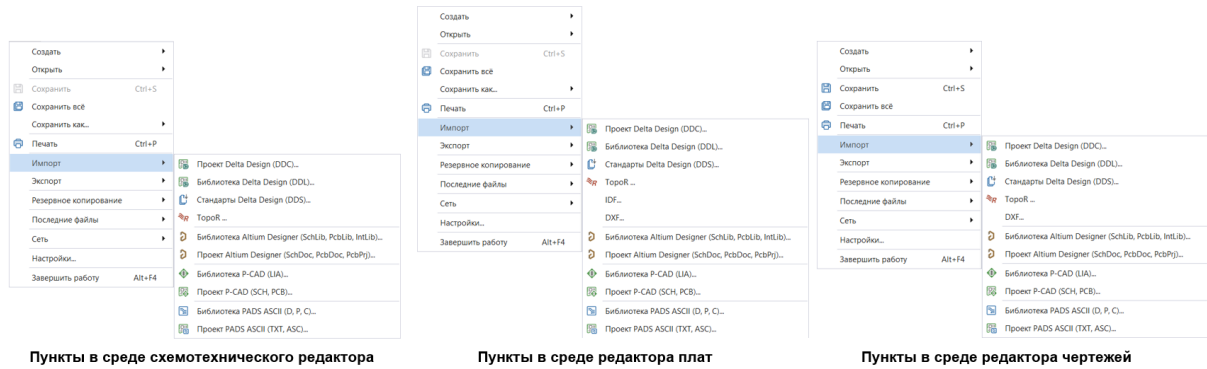 Создать
Открыть
Сохранить Ctrl+S
Сохранить всё
Сохранить как...
Печать Ctrl+P
Импорт
Экспорт
Резервное копирование
Последние файлы
Сеть
Настройки...
Завершить работу Alt+F4
Проект Delta Design (DDC)...
Библиотека Delta Design (DDL)...
Стандарты Delta Design (DDS)...
TopoR ...
Библиотека Altium Designer (SchLib, PcbLib, IntLib)...
Проект Altium Designer (SchDoc, PcbDoc, PcbPrj)...
Библиотека P-CAD (LIA)...
Проект P-CAD (SCH, PCB)...
Библиотека PADS ASCII (D, P, C)...
Проект PADS ASCII (TXT, ASC)...
Пункты в среде схемотехнического редактора
Создать
Открыть
Сохранить Ctrl+S
Сохранить всё
Сохранить как...
Печать Ctrl+P
Импорт
Экспорт
Резервное копирование
Последние файлы
Сеть
Настройки...
Завершить работу Alt+F4
Проект Delta Design (DDC)...
Библиотека Delta Design (DDL)...
Стандарты Delta Design (DDS)...
TopoR ...
IDF...
DXF...
Библиотека Altium Designer (SchLib, PcbLib, IntLib)...
Проект Altium Designer (SchDoc, PcbDoc, PcbPrj)...
Библиотека P-CAD (LIA)...
Проект P-CAD (SCH, PCB)...
Библиотека PADS ASCII (D, P, C)...
Проект PADS ASCII (TXT, ASC)...
Пункты в среде редактора плат
Создать
Открыть
Сохранить Ctrl+S
Сохранить всё
Печать Ctrl+P
Импорт
Экспорт
Резервное копирование
Последние файлы
Сеть
Настройки...
Завершить работу Alt+F4
Проект Delta Design (DDC)...
Библиотека Delta Design (DDL)...
Стандарты Delta Design (DDS)...
TopoR ...
DXF...
Библиотека Altium Designer (SchLib, PcbLib, IntLib)...
Проект Altium Designer (SchDoc, PcbDoc, PcbPrj)...
Библиотека P-CAD (LIA)...
Проект P-CAD (SCH, PCB)...
Библиотека PADS ASCII (D, P, C)...
Проект PADS ASCII (TXT, ASC)...
Пункты в среде редактора чертежей